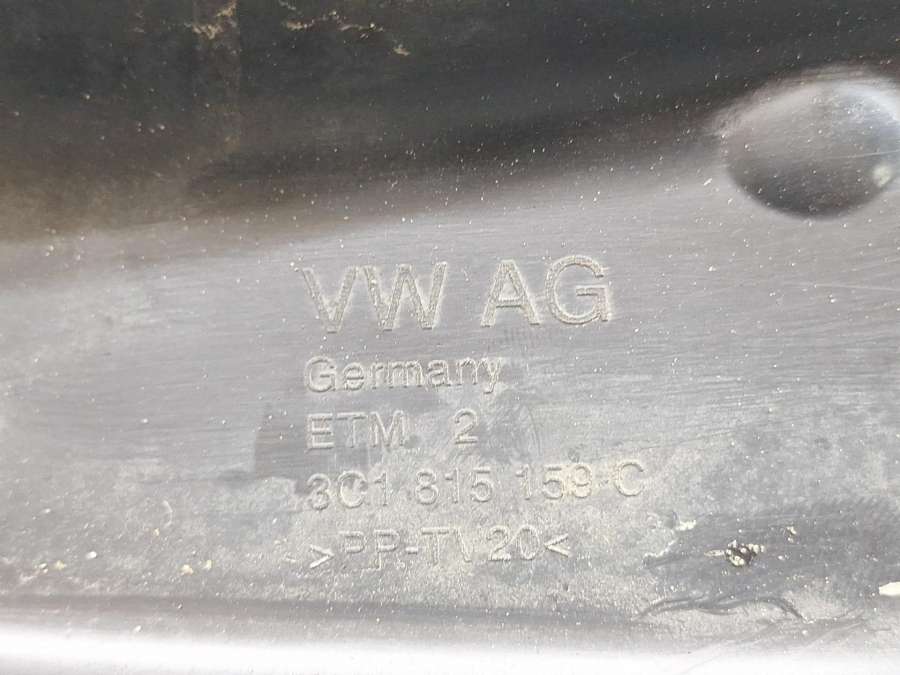 VW AG
Germany
ETM 2
3C1 815 159 C
>PP-TV20<